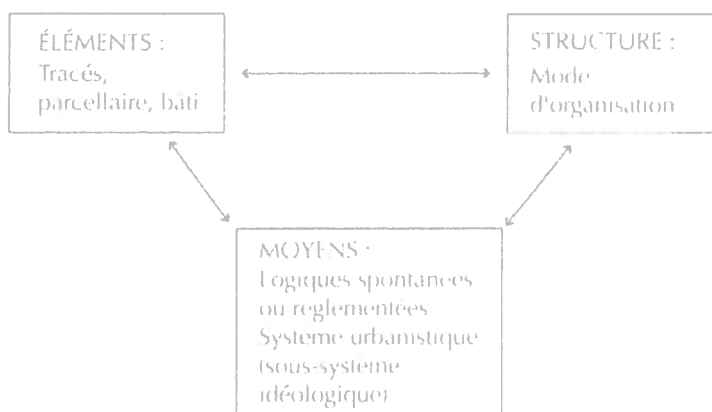 ÉLÉMENTS :
Tracés,
parcellaire, bâti
STRUCTURE :
Mode
d'organisation
MOYENS :
Logiques spontanées
ou réglementées
Système urbanistique
(sous-système
idéologique)